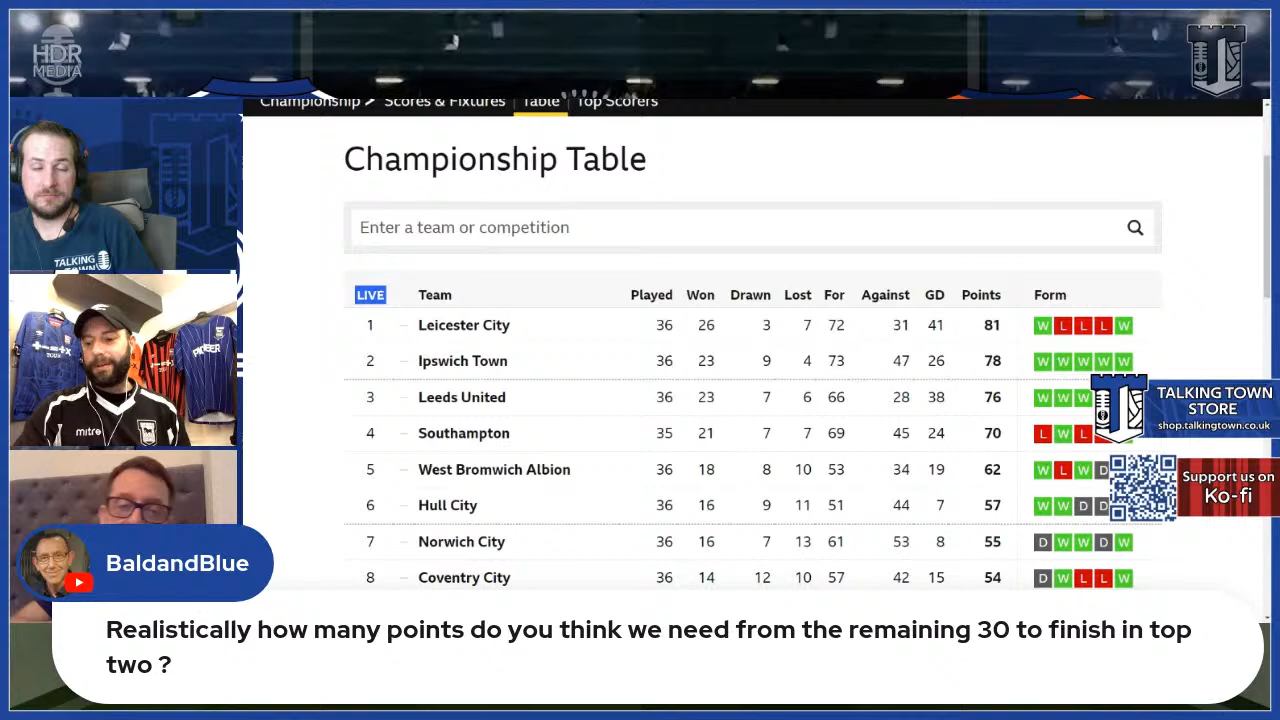 HDR
MEDIA
Championship Scores & Fixtures Table Top Scorers
Championship Table
Enter a team or competition
LIVE Team Played Won Drawn Lost For Against GD Points Form
1 Leicester City 36 26 3 7 72 31 41 81 W L L L W
2 Ipswich Town 36 23 9 4 73 47 26 78 W W W W W
3 Leeds United 36 23 7 6 66 28 38 76 W W W
4 Southampton 35 21 7 7 69 45 24 70 L W L
5 West Bromwich Albion 36 18 8 10 53 34 19 62 W L W D
6 Hull City 36 16 9 11 51 44 7 57 W W D D
7 Norwich City 36 16 7 13 61 53 8 55 D W W D W
8 Coventry City 36 14 12 10 57 42 15 54 D W L L W
TALKING TOWN
STORE
shop.talkingtown.co.uk
Support us on
Ko-fi
TALKING
TOWN
mitre
PIONEER
BaldandBlue
Realistically how many points do you think we need from the remaining 30 to finish in top
two ?